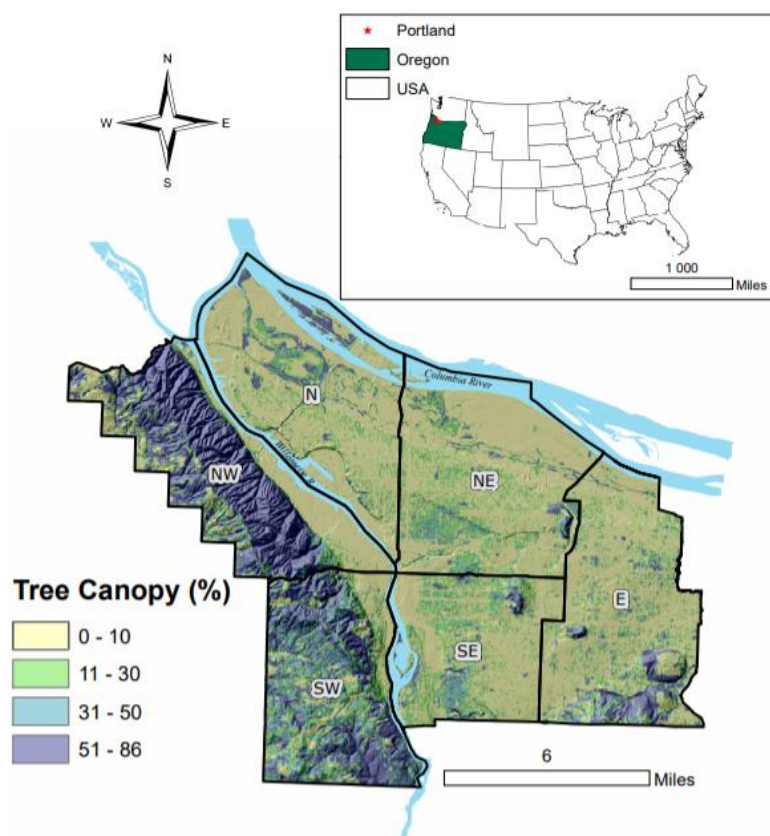 Portland
Oregon
USA
1 000
Miles
N
W
E
S
Columbia River
N
NW
Willamette R.
NE
E
SE
SW
Tree Canopy (%)
0 - 10
11 - 30
31 - 50
51 - 86
6
Miles